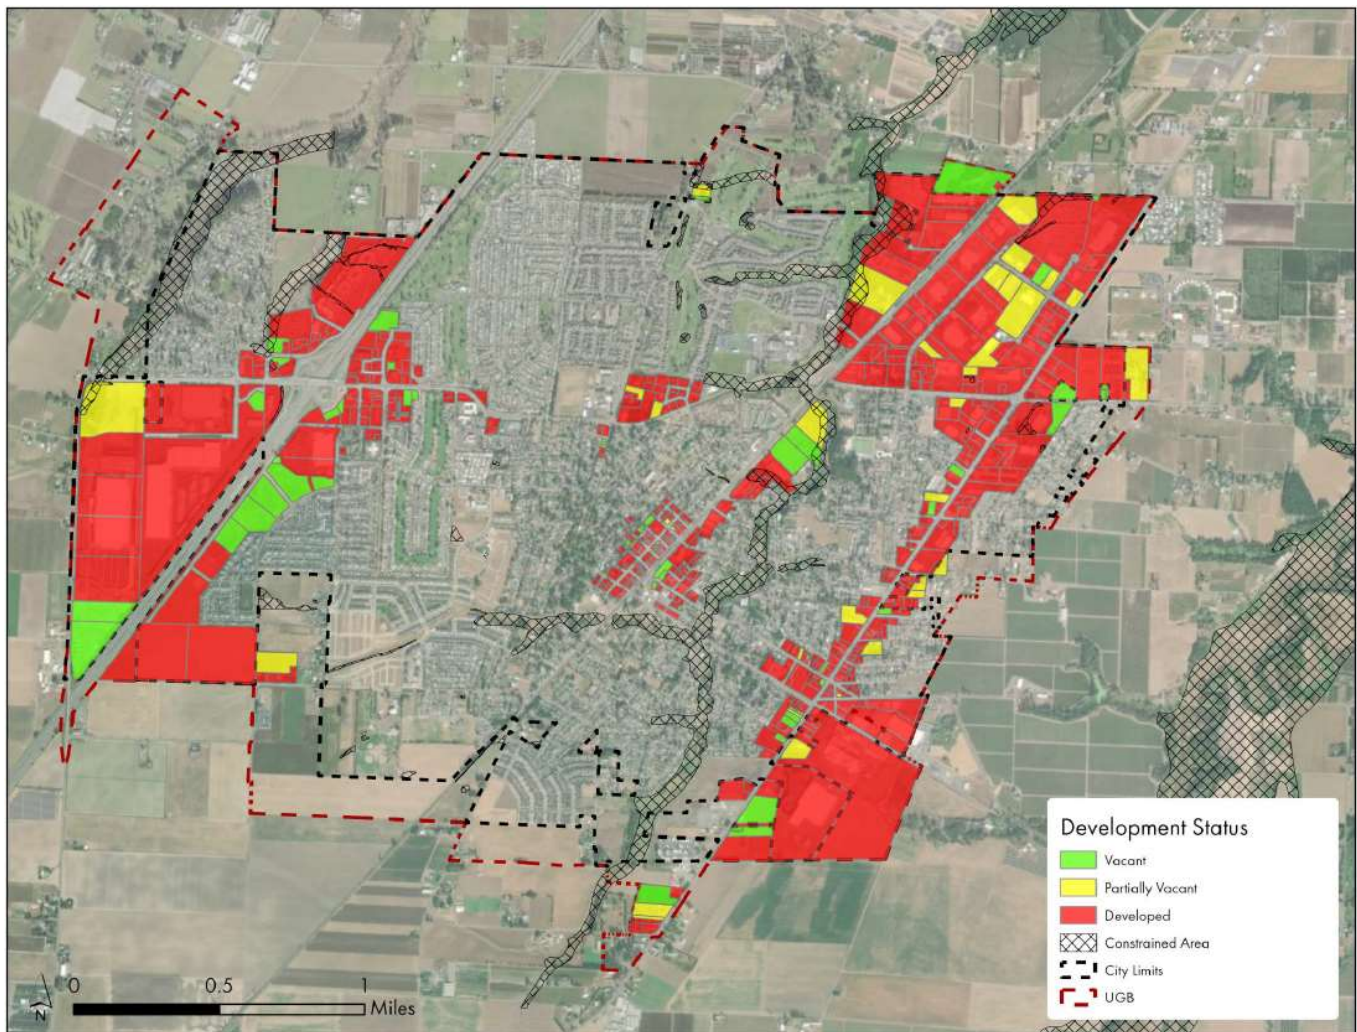 Development Status
Vacant
Partially Vacant
Developed
Constrained Area
City Limits
UGB
0 0.5 1
Miles
N